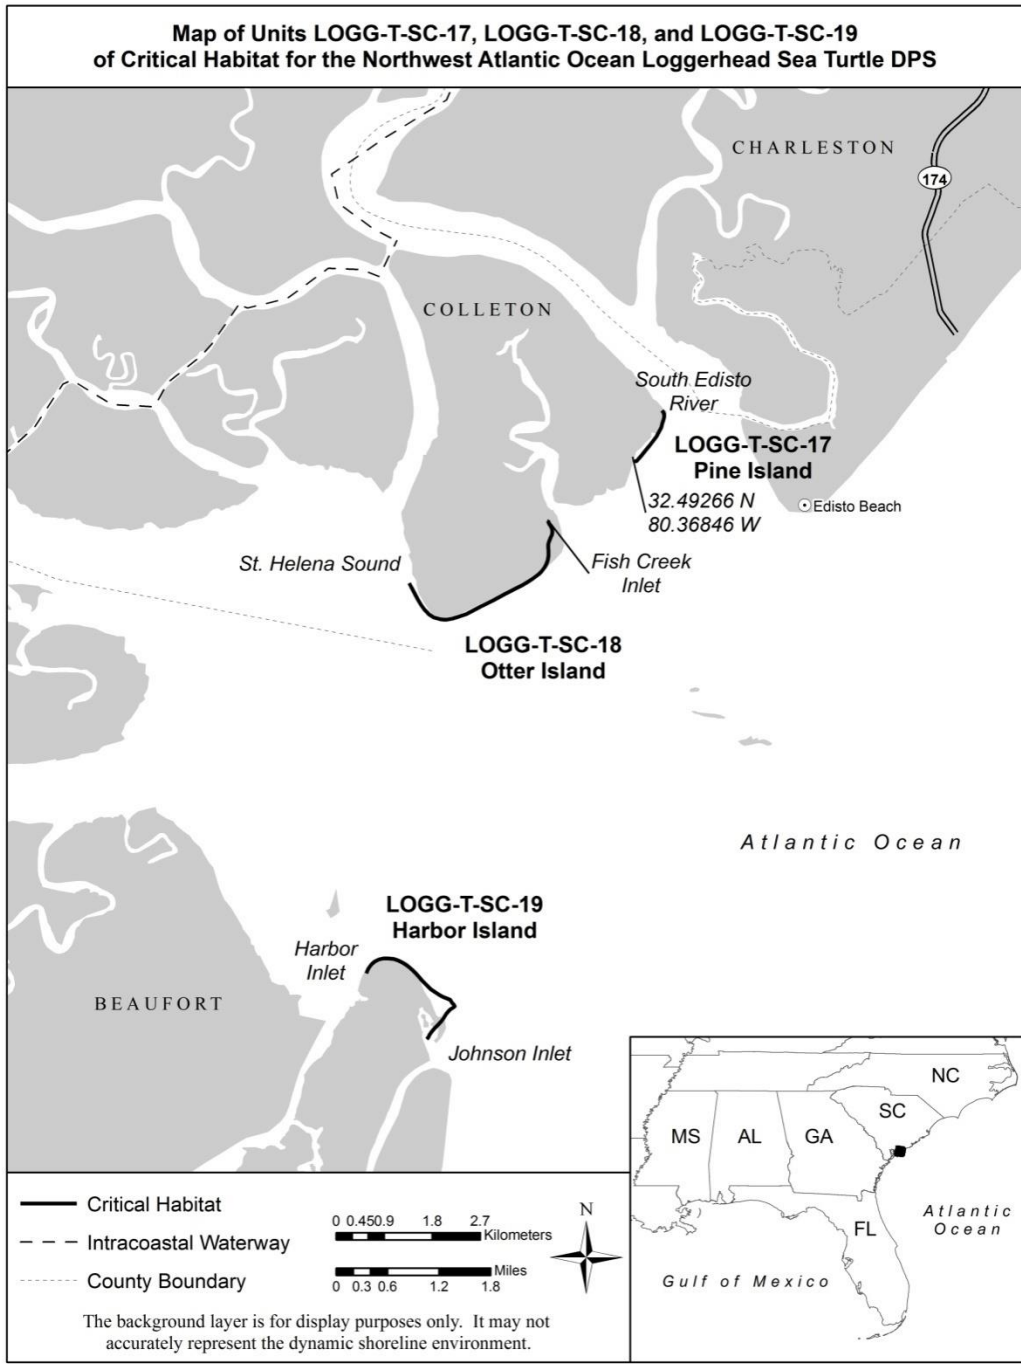 Map of Units LOGG-T-SC-17, LOGG-T-SC-18, and LOGG-T-SC-19
of Critical Habitat for the Northwest Atlantic Ocean Loggerhead Sea Turtle DPS
CHARLESTON
174
COLLETON
South Edisto
River
LOGG-T-SC-17
Pine Island
32.49266 N
80.36846 W
Edisto Beach
St. Helena Sound
Fish Creek
Inlet
LOGG-T-SC-18
Otter Island
Atlantic Ocean
LOGG-T-SC-19
Harbor Island
Harbor
Inlet
BEAUFORT
Johnson Inlet
NC
SC
MS
AL
GA
FL
Atlantic
Ocean
Gulf of Mexico
Critical Habitat
Intracoastal Waterway
County Boundary
0 0.45 0.9 1.8 2.7
Kilometers
Miles
0 0.3 0.6 1.2 1.8
N
The background layer is for display purposes only. It may not
accurately represent the dynamic shoreline environment.